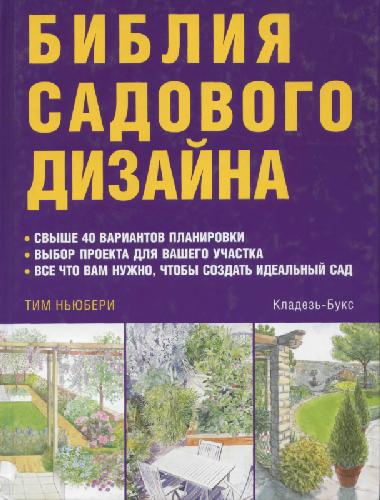 БИБЛИЯ
САДОВОГО
ДИЗАЙНА
• СВЫШЕ 40 ВАРИАНТОВ ПЛАНИРОВКИ
• ВЫБОР ПРОЕКТА ДЛЯ ВАШЕГО УЧАСТКА
• ВСЕ ЧТО ВАМ НУЖНО, ЧТОБЫ СОЗДАТЬ ИДЕАЛЬНЫЙ САД
ТИМ НЬЮБЕРИ
Кладезь-Букс